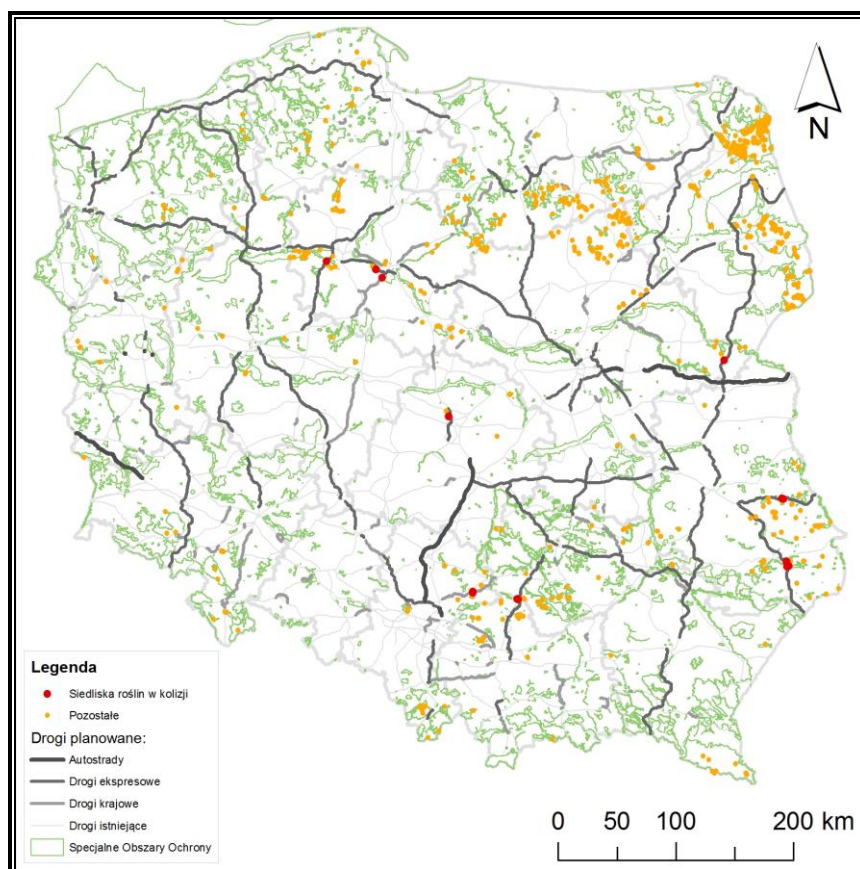 N
Legenda
Siedliska roślin w kolizji
Pozostałe
Drogi planowane:
Autostrady
Drogi ekspresowe
Drogi krajowe
Drogi istniejące
Specjalne Obszary Ochrony
0 50 100 200 km